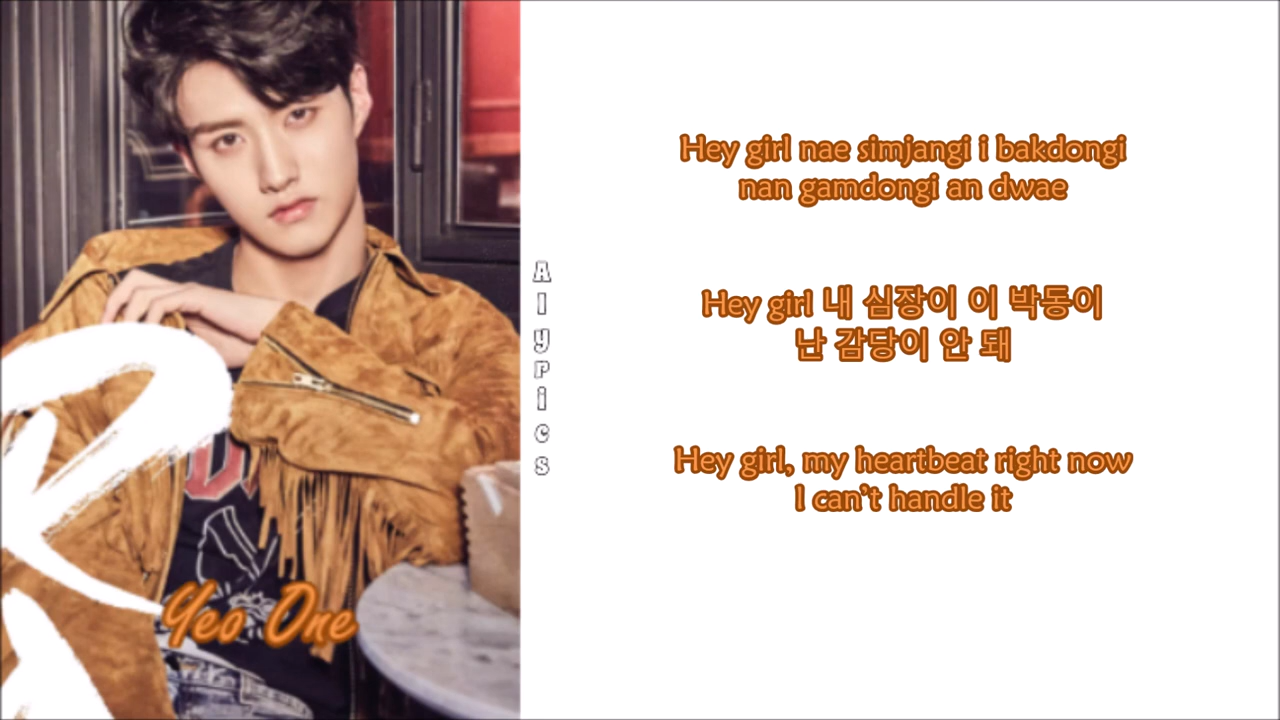 Yeo One
Alyrics
Hey girl nae simjangi i bakdongi
nan gamdongi an dwae
Hey girl 내 심장이 이 박동이
난 감당이 안 돼
Hey girl, my heartbeat right now
I can't handle it